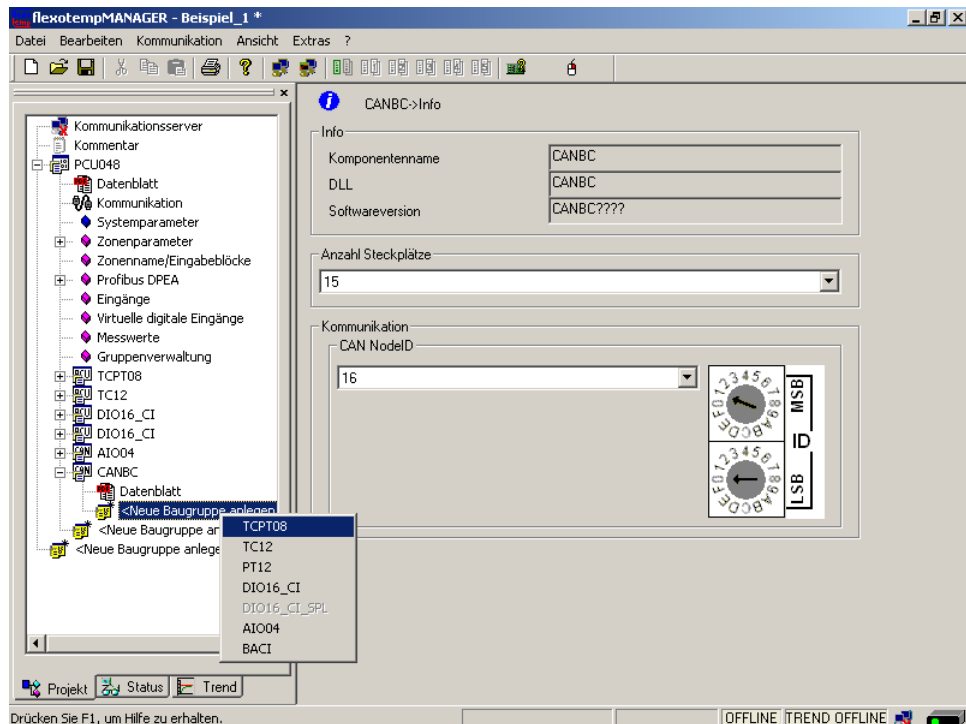 flexotempMANAGER - Beispiel_1 *
Datei Bearbeiten Kommunikation Ansicht Extras ?
Kommunikationsserver
Kommentar
PCU048
Datenblatt
Kommunikation
Systemparameter
Zonenparameter
Zonenname/Eingabeblöcke
Profibus DPEA
Eingänge
Virtuelle digitale Eingänge
Messwerte
Gruppenverwaltung
TCPT08
TC12
DIO16_CI
DIO16_CI
AIO04
CANBC
Datenblatt
<Neue Baugruppe anlegen
<Neue Baugruppe an
<Neue Baugruppe anlege
TCPT08
TC12
PT12
DIO16_CI
DIO16_CI_SPL
AIO04
BACI
Projekt Status Trend
CANBC->Info
Info
Komponentenname CANBC
DLL CANBC
Softwareversion CANBC????
Anzahl Steckplätze
15
Kommunikation
CAN NodeID
16
0123456789ABCDEF
MSB
ID
0123456789ABCDEF
LSB
Drücken Sie F1, um Hilfe zu erhalten.
OFFLINE TREND OFFLINE